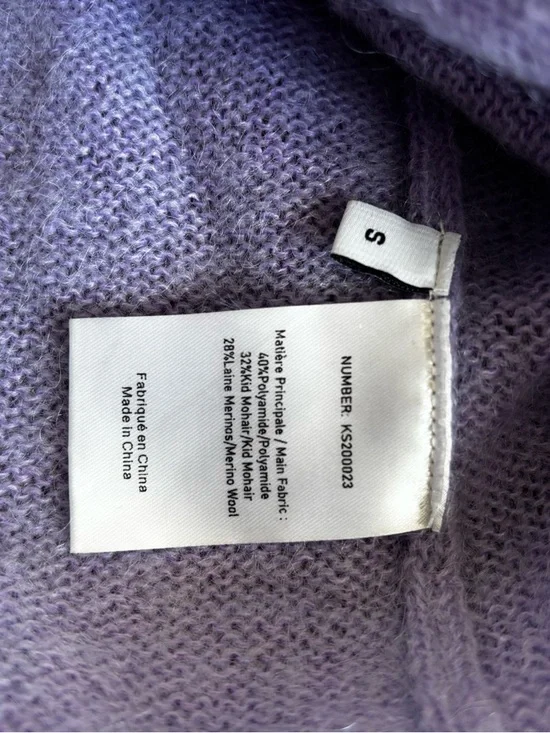 S
NUMBER: KS200023
Matière Principale / Main Fabric :
40%Polyamide/Polyamide
32%Kid Mohair/Kid Mohair
28%Laine Merinos/Merino Wool
Fabriqué en China
Made in China